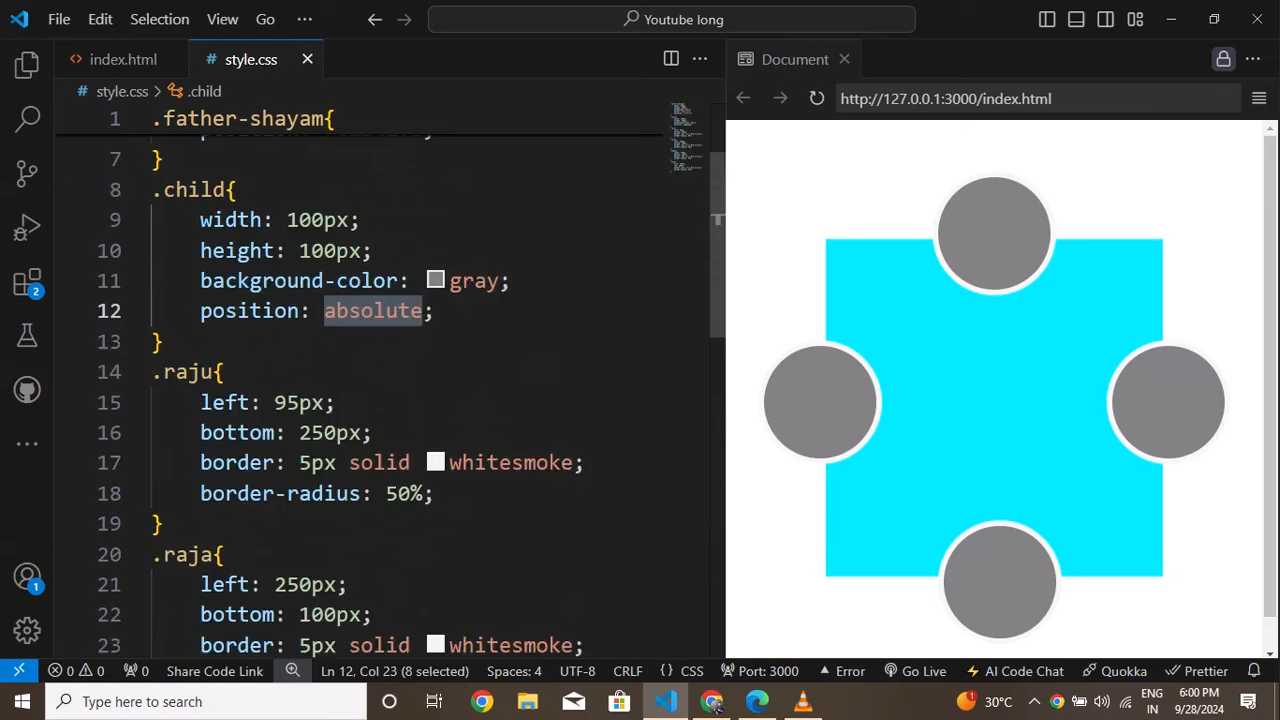 File Edit Selection View Go ··· Youtube long
index.html # style.css
# style.css > .child
1 .father-shayam{
7 }
8 .child{
9 width: 100px;
10 height: 100px;
11 background-color: gray;
12 position: absolute;
13 }
14 .raju{
15 left: 95px;
16 bottom: 250px;
17 border: 5px solid whitesmoke;
18 border-radius: 50%;
19 }
20 .raja{
21 left: 250px;
22 bottom: 100px;
23 border: 5px solid whitesmoke;
Document
http://127.0.0.1:3000/index.html
2
1
0 0 0 Share Code Link Ln 12, Col 23 (8 selected) Spaces: 4 UTF-8 CRLF { } CSS Port: 3000 Error Go Live AI Code Chat Quokka Prettier
Type here to search
1 30°C ENG IN 6:00 PM 9/28/2024